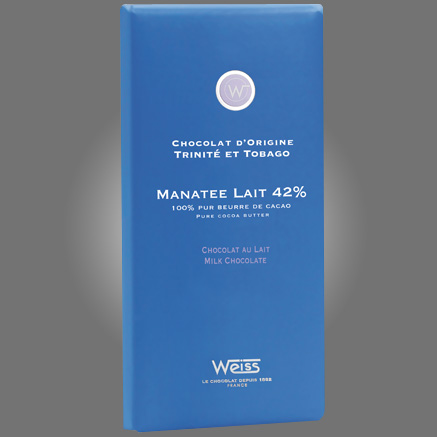 W
CHOCOLAT D'ORIGINE
TRINITÉ ET TOBAGO
MANATEE LAIT 42%
100% PUR BEURRE DE CACAO
PURE COCOA BUTTER
CHOCOLAT AU LAIT
MILK CHOCOLATE
Weiss
LE CHOCOLAT DEPUIS 1882
FRANCE